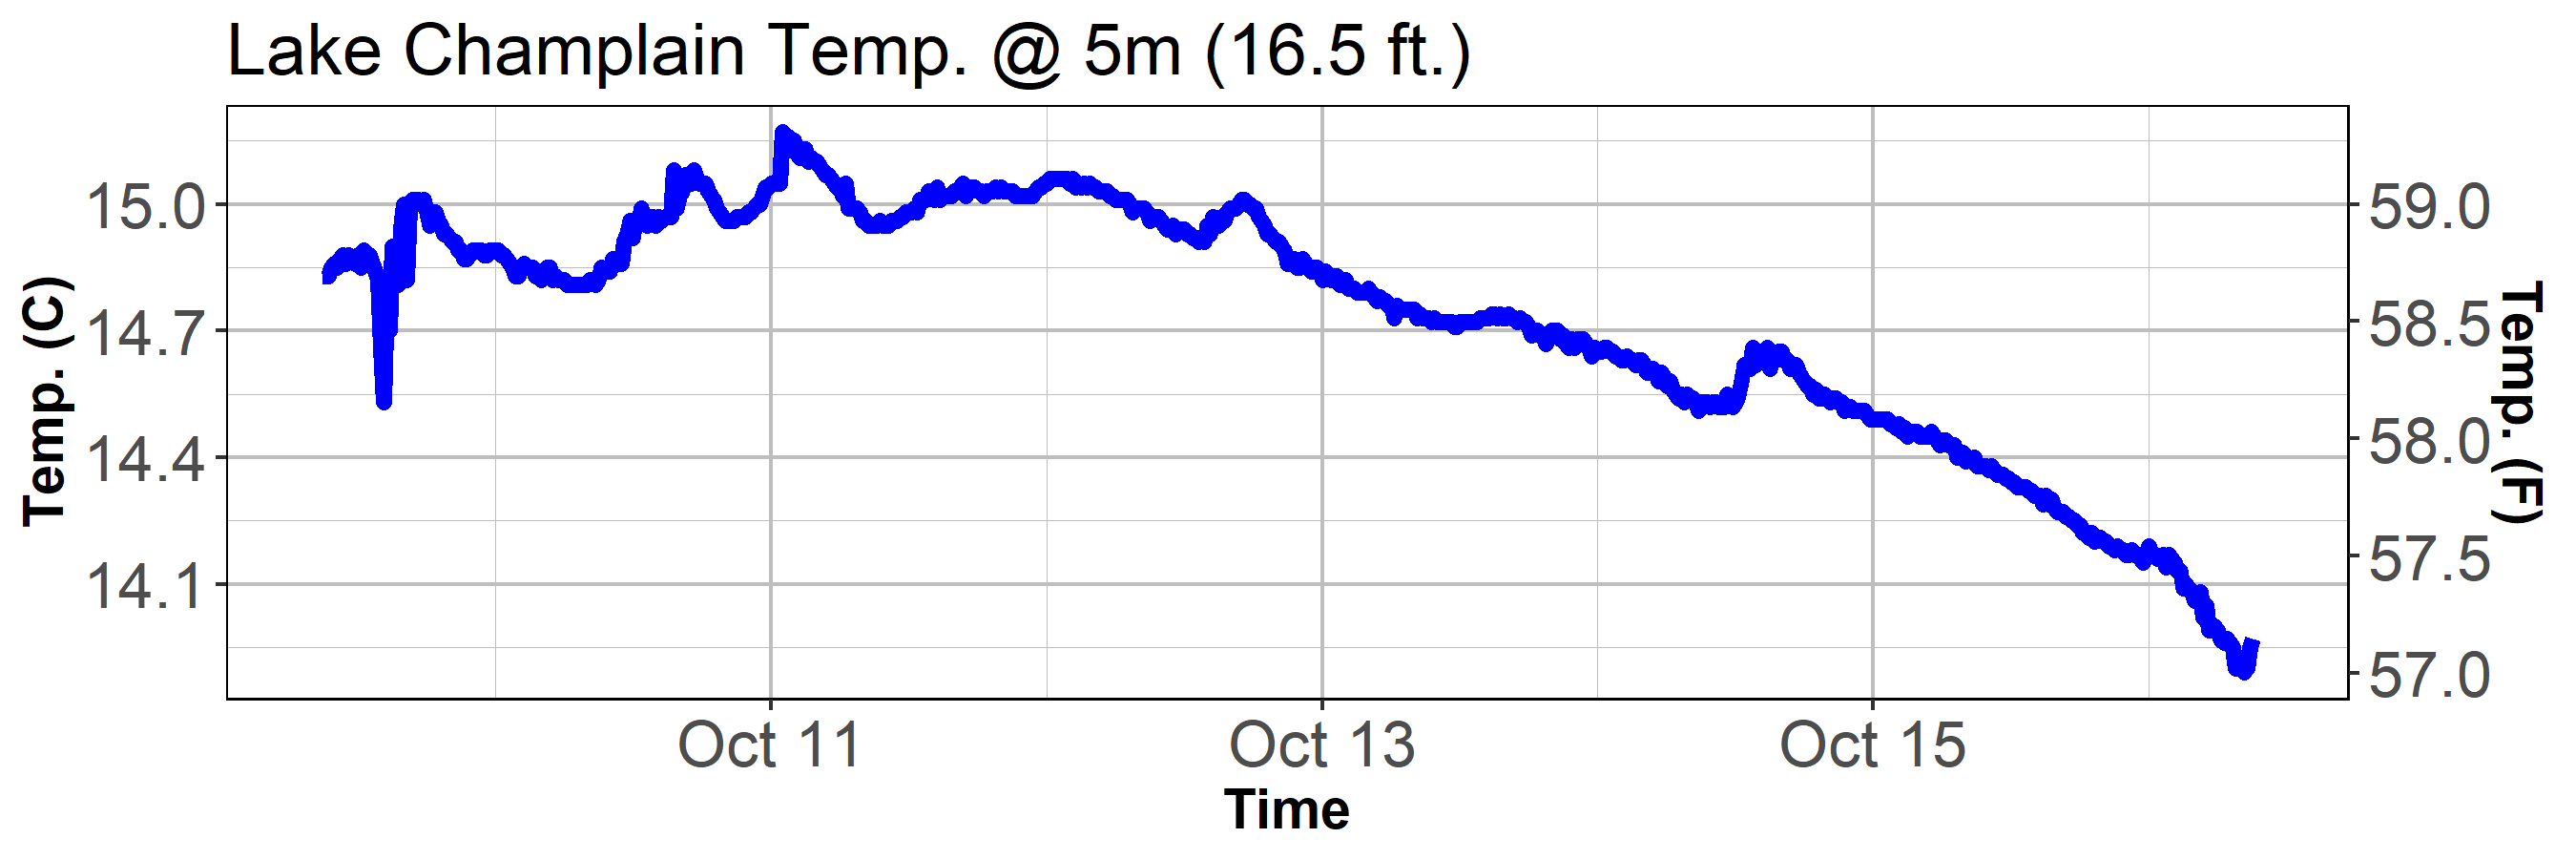 Lake Champlain Temp. @ 5m (16.5 ft.)
Temp. (C)
15.0
14.7
14.4
14.1
59.0
58.5
58.0
57.5
57.0
Temp. (F)
Oct 11 Oct 13 Oct 15
Time